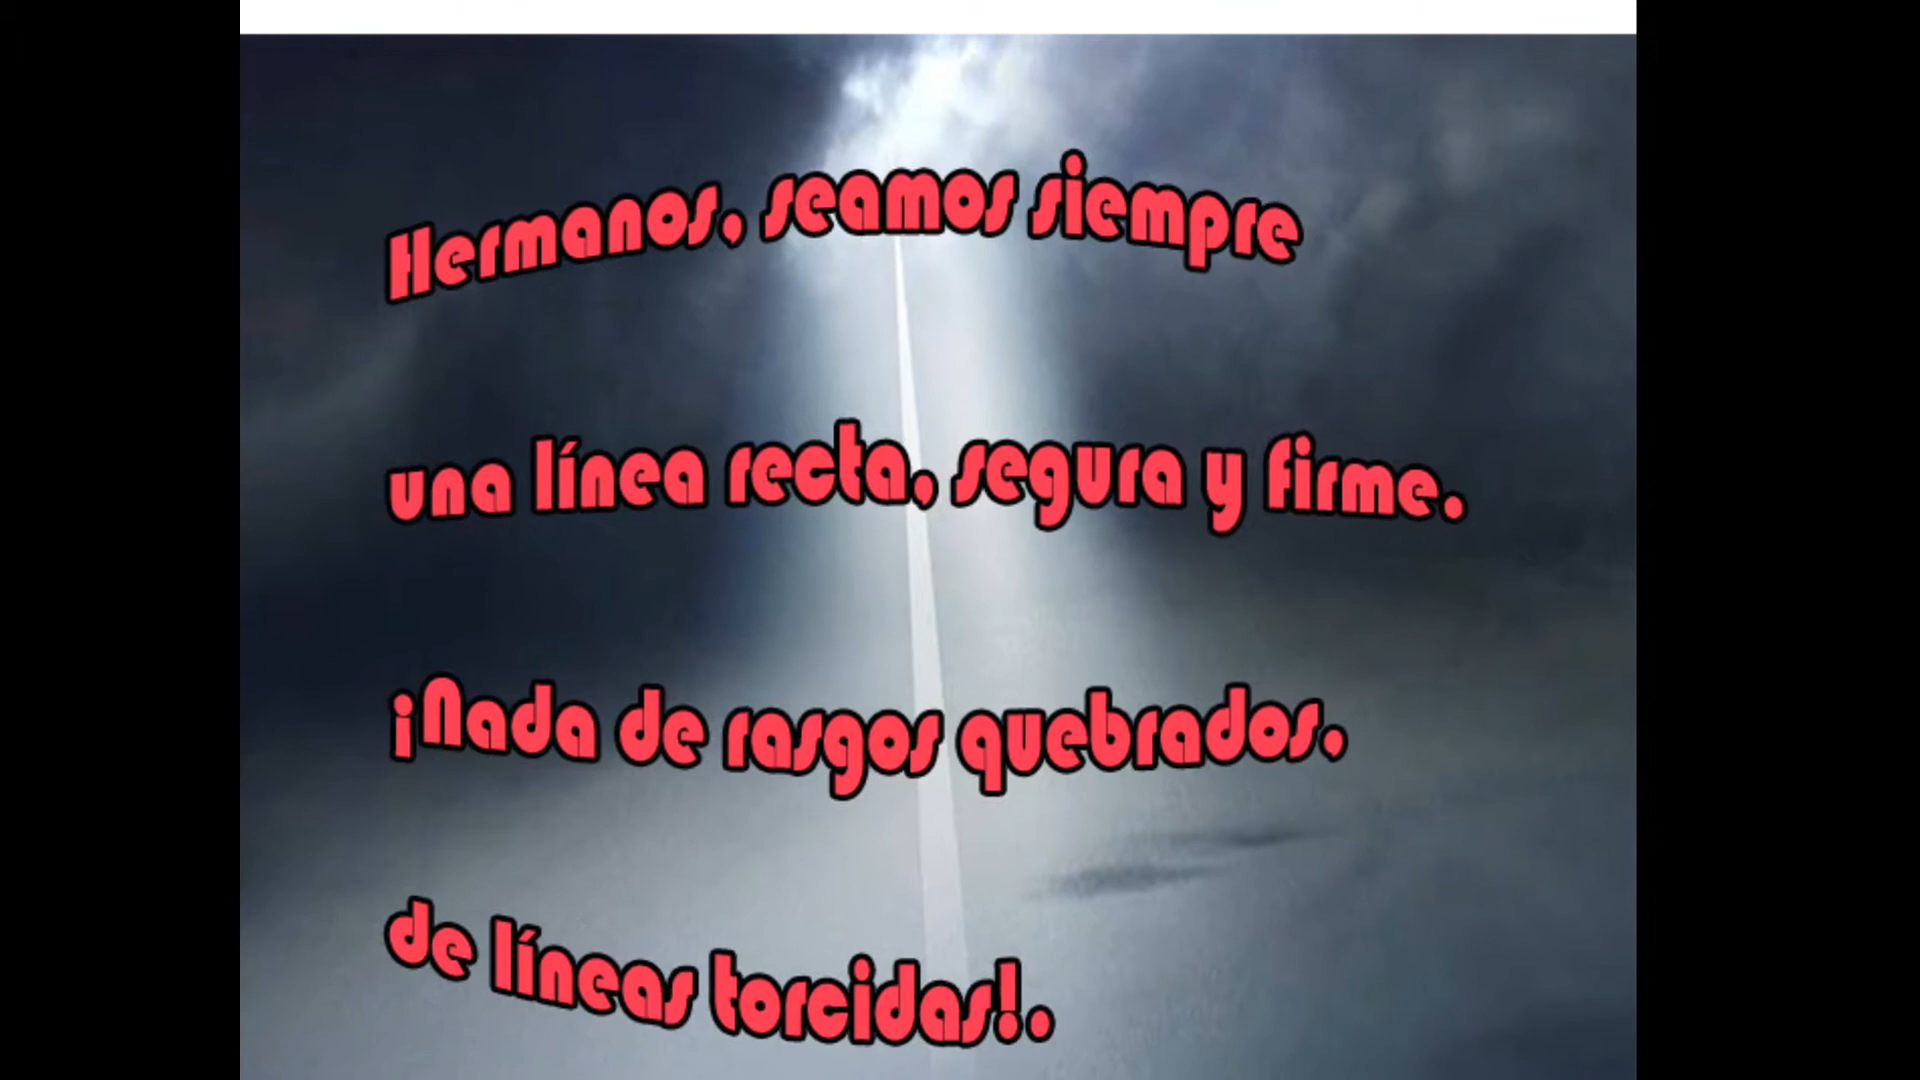 Hermanos, seamos siempre
una línea recta, segura y firme.
¡Nada de rasgos quebrados,
de líneas torcidas!.